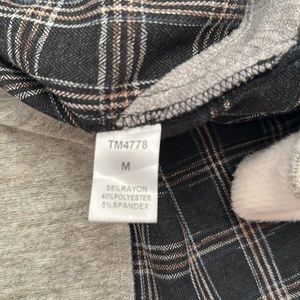 TM4778
M
55%RAYON
40%POLYESTER
5%SPANDEX